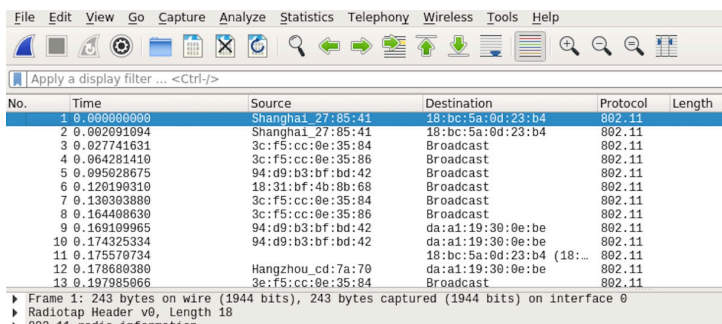 File Edit View Go Capture Analyze Statistics Telephony Wireless Tools Help
Apply a display filter ... <Ctrl-/>
No. Time Source Destination Protocol Length
1 0.000000000 Shanghai_27:85:41 18:bc:5a:0d:23:b4 802.11
2 0.002091094 Shanghai_27:85:41 18:bc:5a:0d:23:b4 802.11
3 0.027741631 3c:f5:cc:0e:35:84 Broadcast 802.11
4 0.064281410 3c:f5:cc:0e:35:86 Broadcast 802.11
5 0.095028675 94:d9:b3:bf:bd:42 Broadcast 802.11
6 0.120190310 18:31:bf:4b:8b:68 Broadcast 802.11
7 0.130303880 3c:f5:cc:0e:35:84 Broadcast 802.11
8 0.164408630 3c:f5:cc:0e:35:86 Broadcast 802.11
9 0.169109965 94:d9:b3:bf:bd:42 da:a1:19:30:0e:be 802.11
10 0.174325334 94:d9:b3:bf:bd:42 da:a1:19:30:0e:be 802.11
11 0.175570734 18:bc:5a:0d:23:b4 (18:… 802.11
12 0.178680380 Hangzhou_cd:7a:70 da:a1:19:30:0e:be 802.11
13 0.197985066 3e:f5:cc:0e:35:84 Broadcast 802.11
Frame 1: 243 bytes on wire (1944 bits), 243 bytes captured (1944 bits) on interface 0
Radiotap Header v0, Length 18
802.11 radio information